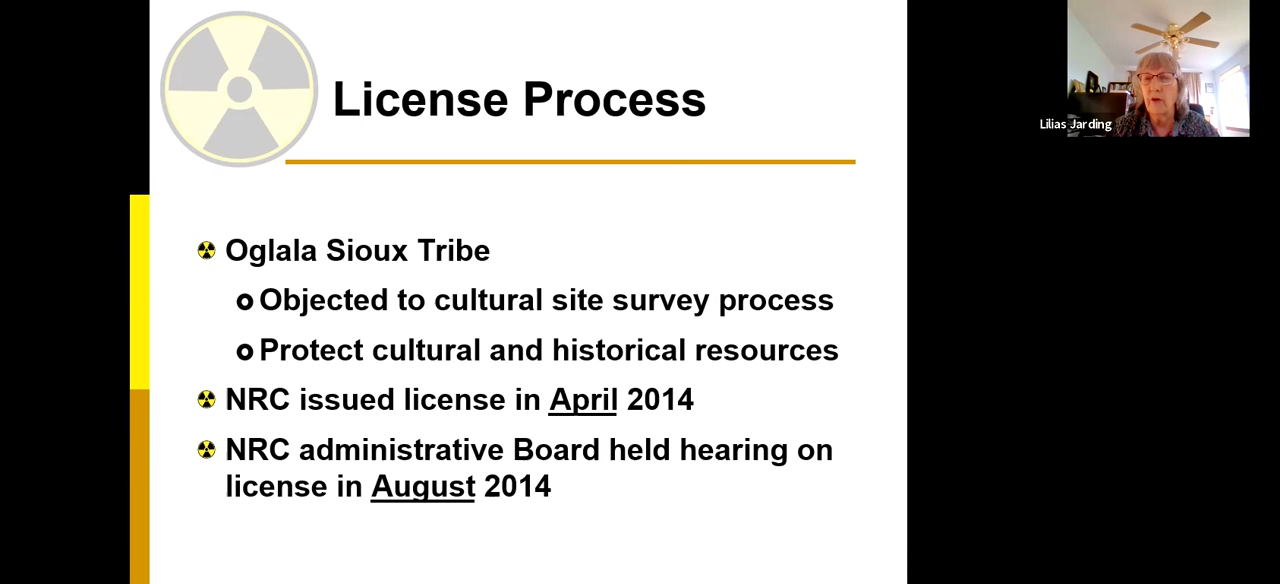 License Process
Lilias Jarding
Oglala Sioux Tribe
Objected to cultural site survey process
Protect cultural and historical resources
NRC issued license in April 2014
NRC administrative Board held hearing on
license in August 2014